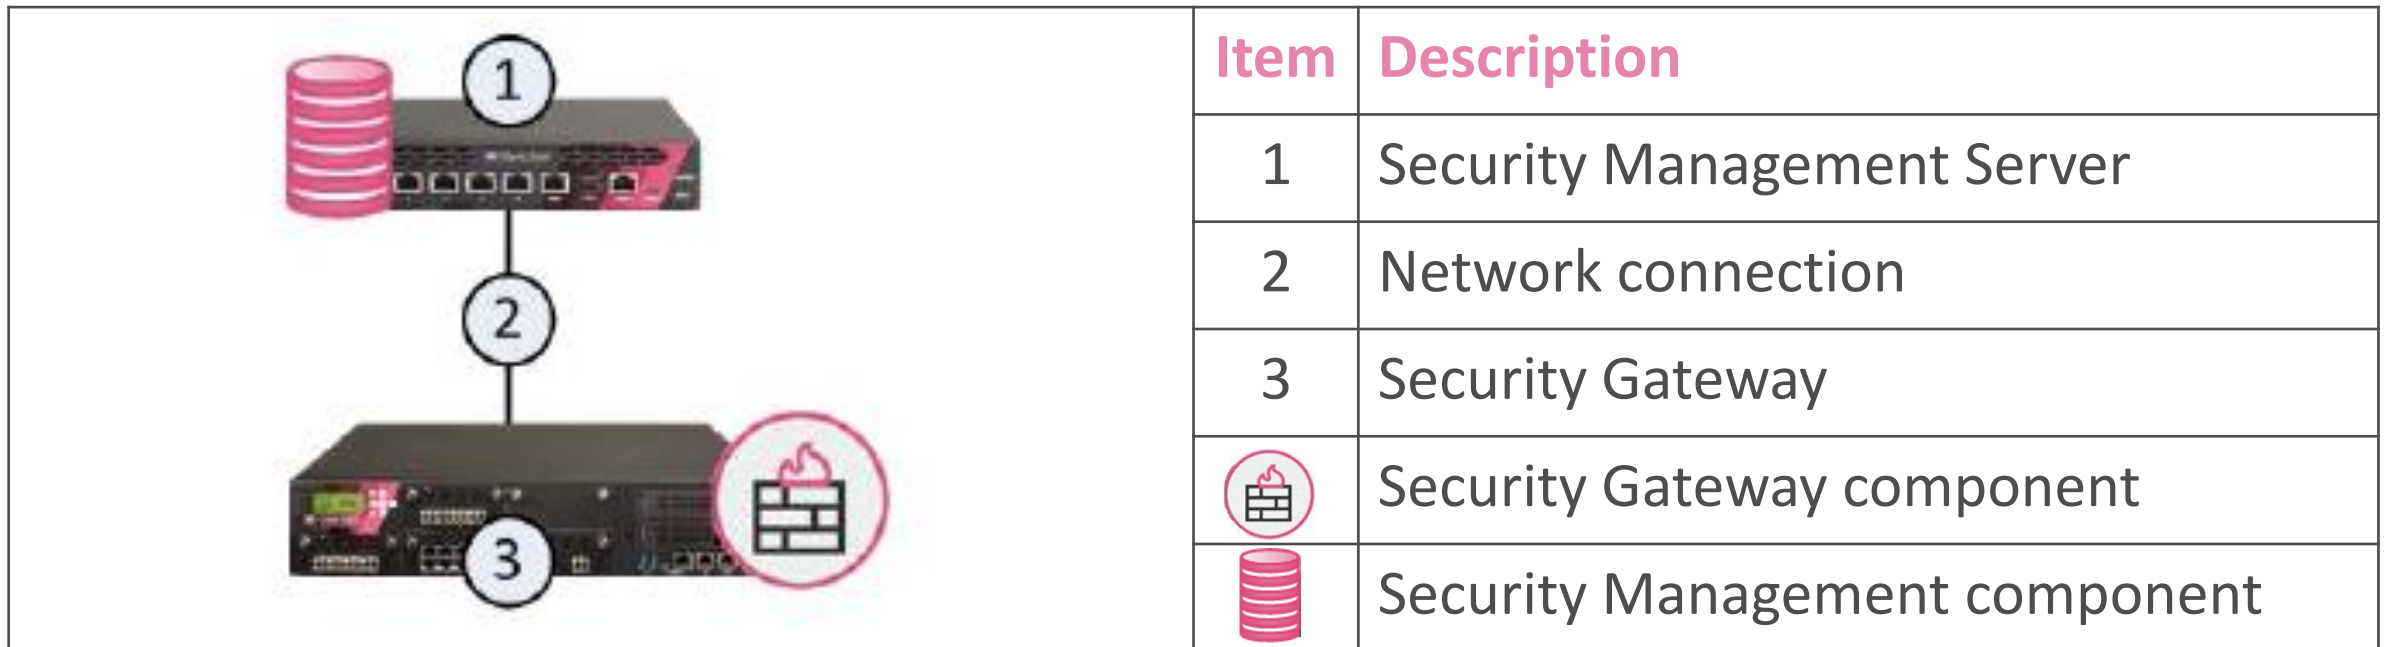 1
2
3
Item Description
1 Security Management Server
2 Network connection
3 Security Gateway
Security Gateway component
Security Management component